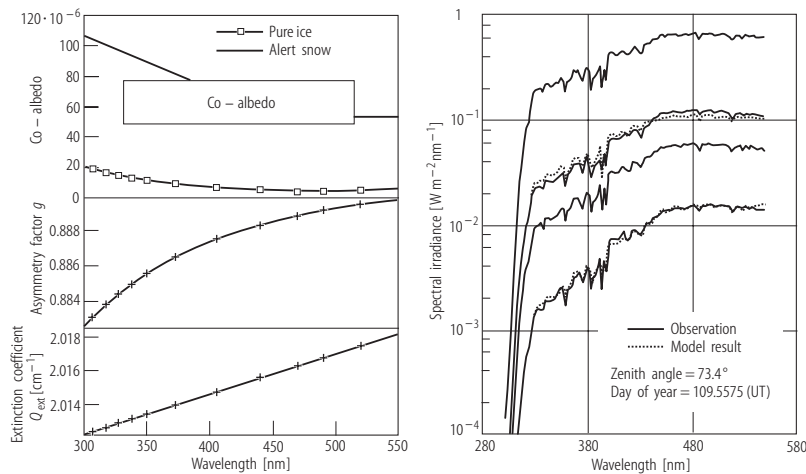 120·10⁻⁶
100
80
60
40
20
0
Co – albedo
Pure ice
Alert snow
Co – albedo
0.888
0.886
0.884
Asymmetry factor g
2.018
2.016
2.014
Extinction coefficient
Q ext [cm⁻¹]
300 350 400 450 500 550
Wavelength [nm]
1
10⁻¹
10⁻²
10⁻³
10⁻⁴
Spectral irradiance [W m⁻² nm⁻¹]
Observation
Model result
Zenith angle = 73.4°
Day of year = 109.5575 (UT)
280 380 480 580
Wavelength [nm]